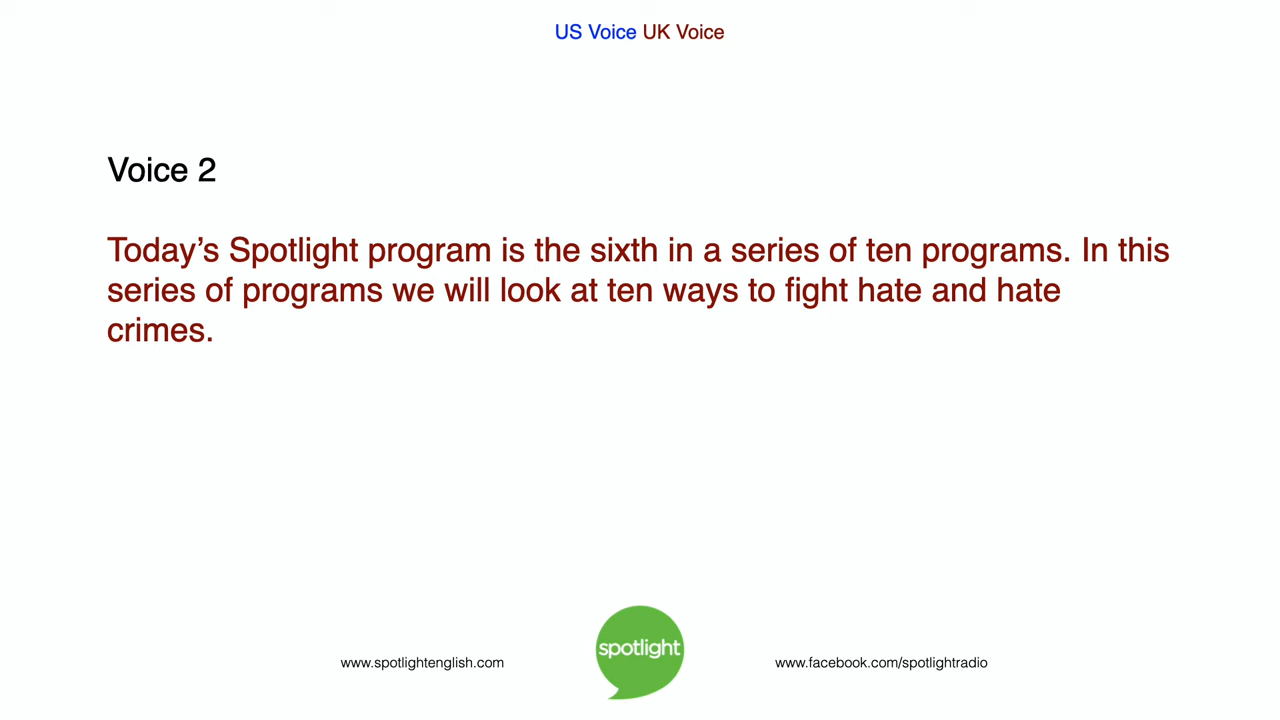 US Voice UK Voice
Voice 2
Today’s Spotlight program is the sixth in a series of ten programs. In this
series of programs we will look at ten ways to fight hate and hate
crimes.
spotlight
www.spotlightenglish.com
www.facebook.com/spotlightradio